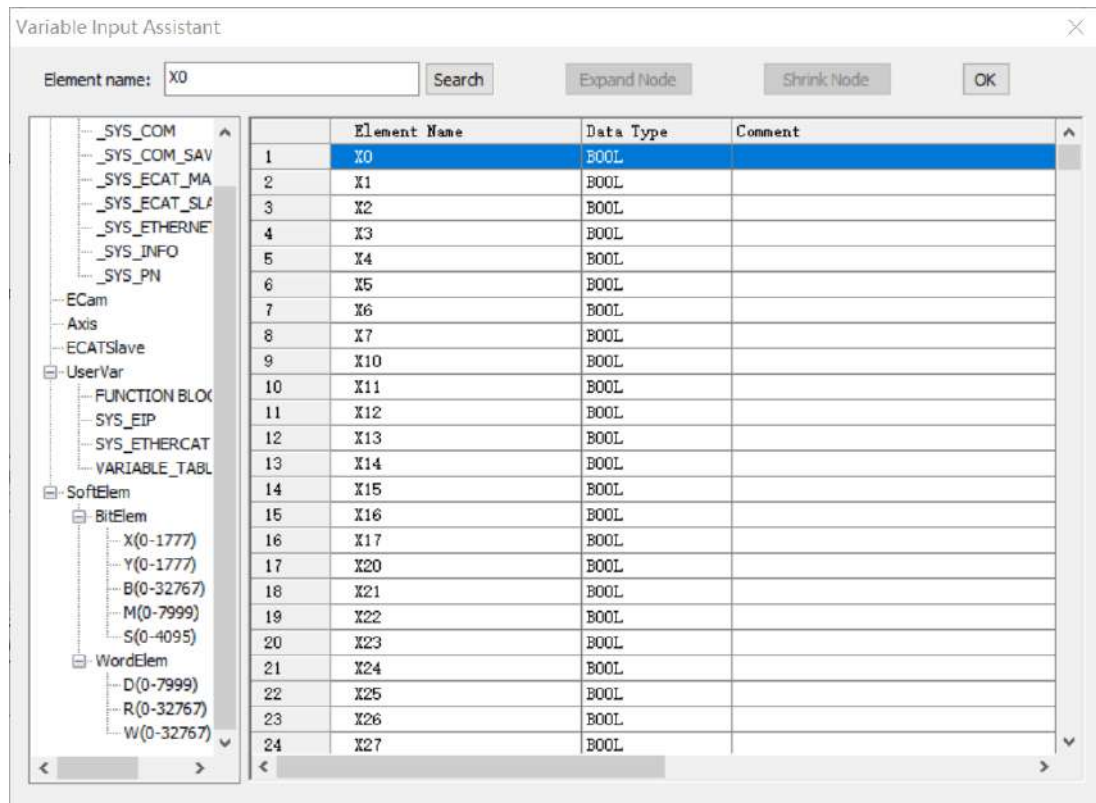 Variable Input Assistant
Element name: X0 Search Expand Node Shrink Node OK
_SYS_COM
_SYS_COM_SAV
_SYS_ECAT_MA
_SYS_ECAT_SLA
_SYS_ETHERNET
_SYS_INFO
_SYS_PN
ECam
Axis
ECATSlave
UserVar
FUNCTION BLOC
SYS_EIP
SYS_ETHERCAT
VARIABLE_TABL
SoftElem
BitElem
X(0-1777)
Y(0-1777)
B(0-32767)
M(0-7999)
S(0-4095)
WordElem
D(0-7999)
R(0-32767)
W(0-32767)
Element Name Data Type Comment
1 X0 BOOL
2 X1 BOOL
3 X2 BOOL
4 X3 BOOL
5 X4 BOOL
6 X5 BOOL
7 X6 BOOL
8 X7 BOOL
9 X10 BOOL
10 X11 BOOL
11 X12 BOOL
12 X13 BOOL
13 X14 BOOL
14 X15 BOOL
15 X16 BOOL
16 X17 BOOL
17 X20 BOOL
18 X21 BOOL
19 X22 BOOL
20 X23 BOOL
21 X24 BOOL
22 X25 BOOL
23 X26 BOOL
24 X27 BOOL